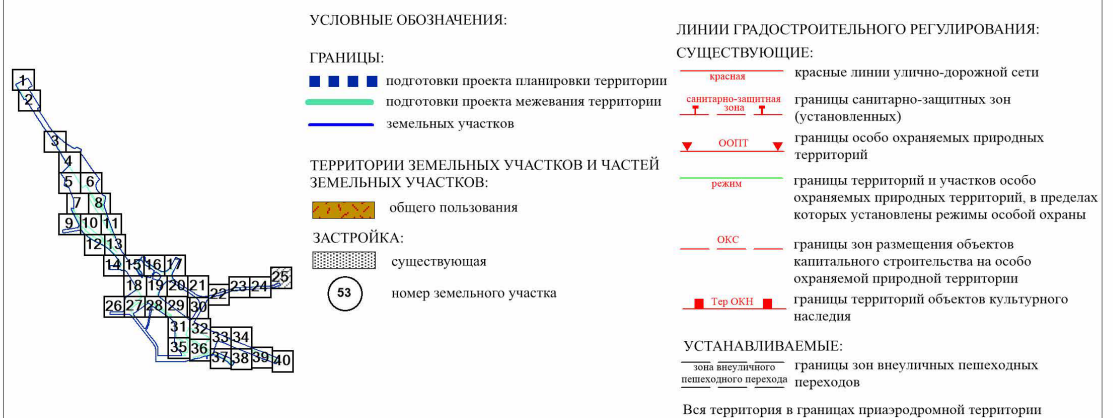 1
2
3
4
5 6
7 8
9 10 11
12 13
14 15 16 17
18 19 20 21 22 23 24 25
26 27 28 29 30
31 32 33 34
35 36 37 38 39 40
УСЛОВНЫЕ ОБОЗНАЧЕНИЯ:
ГРАНИЦЫ:
подготовки проекта планировки территории
подготовки проекта межевания территории
земельных участков
ТЕРРИТОРИИ ЗЕМЕЛЬНЫХ УЧАСТКОВ И ЧАСТЕЙ
ЗЕМЕЛЬНЫХ УЧАСТКОВ:
общего пользования
ЗАСТРОЙКА:
существующая
53 номер земельного участка
ЛИНИИ ГРАДОСТРОИТЕЛЬНОГО РЕГУЛИРОВАНИЯ:
СУЩЕСТВУЮЩИЕ:
красная
красные линии улично-дорожной сети
санитарно-защитная
зона
границы санитарно-защитных зон
(установленных)
ООПТ
границы особо охраняемых природных
территорий
режим
границы территорий и участков особо
охраняемых природных территорий, в пределах
которых установлены режимы особой охраны
ОКС
границы зон размещения объектов
капитального строительства на особо
охраняемой природной территории
Тер ОКН
границы территорий объектов культурного
наследия
УСТАНАВЛИВАЕМЫЕ:
зона внеуличного
пешеходного перехода
границы зон внеуличных пешеходных
переходов
Вся территория в границах приаэродромной территории